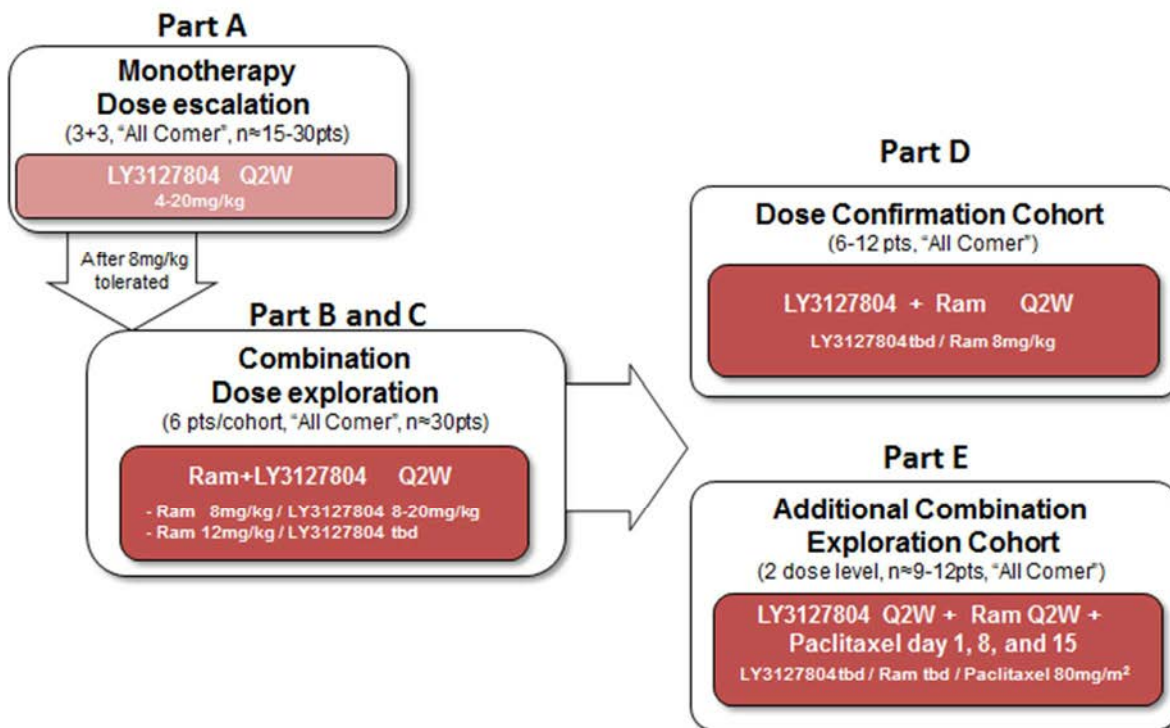 Part A
Monotherapy
Dose escalation
(3+3, “All Comer”, n≈15-30pts)
LY3127804 Q2W
4-20mg/kg
After 8mg/kg
tolerated
Part B and C
Combination
Dose exploration
(6 pts/cohort, “All Comer”, n≈30pts)
Ram+LY3127804 Q2W
- Ram 8mg/kg / LY3127804 8-20mg/kg
- Ram 12mg/kg / LY3127804 tbd
Part D
Dose Confirmation Cohort
(6-12 pts, “All Comer”)
LY3127804 + Ram Q2W
LY3127804 tbd / Ram 8mg/kg
Part E
Additional Combination
Exploration Cohort
(2 dose level, n≈9-12pts, “All Comer”)
LY3127804 Q2W + Ram Q2W +
Paclitaxel day 1, 8, and 15
LY3127804 tbd / Ram tbd / Paclitaxel 80mg/m²